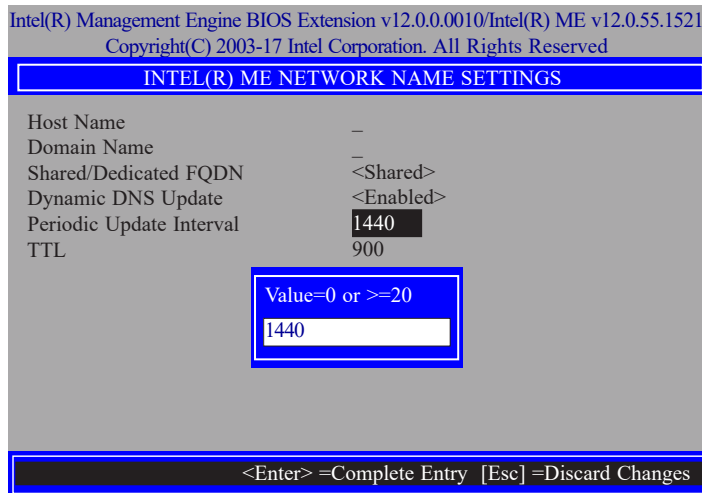 Intel(R) Management Engine BIOS Extension v12.0.0.0010/Intel(R) ME v12.0.55.1521
Copyright(C) 2003-17 Intel Corporation. All Rights Reserved
INTEL(R) ME NETWORK NAME SETTINGS
Host Name _
Domain Name _
Shared/Dedicated FQDN <Shared>
Dynamic DNS Update <Enabled>
Periodic Update Interval 1440
TTL 900
Value=0 or >=20
1440
<Enter> =Complete Entry [Esc] =Discard Changes